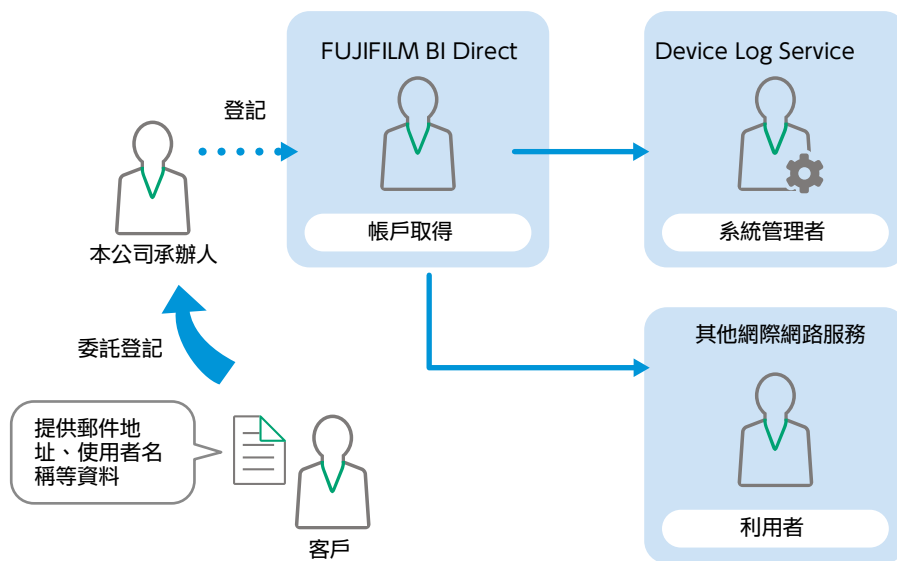 FUJIFILM BI Direct
Device Log Service
登記
帳戶取得
系統管理者
本公司承辦人
其他網際網路服務
委託登記
提供郵件地
址、使用者名
稱等資料
利用者
客戶